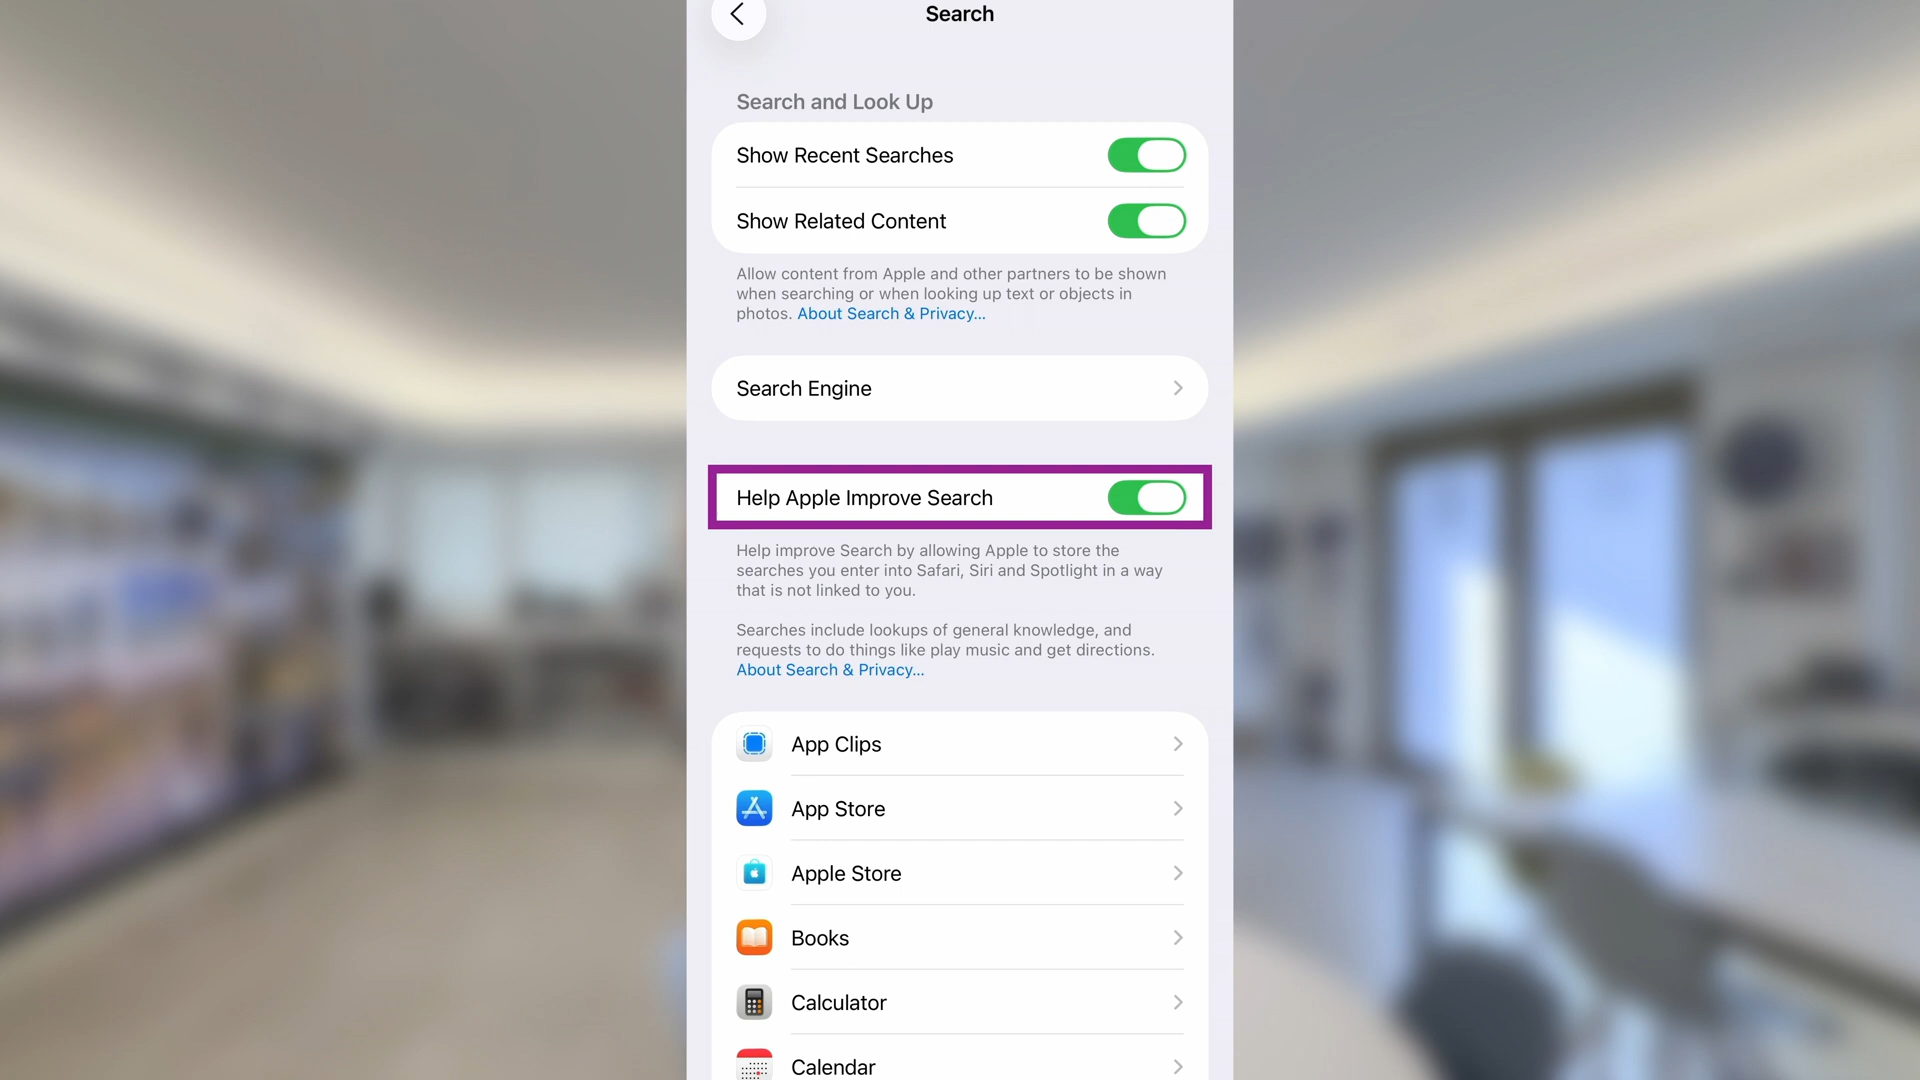 Search
Search and Look Up
Show Recent Searches
Show Related Content
Allow content from Apple and other partners to be shown
when searching or when looking up text or objects in
photos. About Search & Privacy...
Search Engine
Help Apple Improve Search
Help improve Search by allowing Apple to store the
searches you enter into Safari, Siri and Spotlight in a way
that is not linked to you.
Searches include lookups of general knowledge, and
requests to do things like play music and get directions.
About Search & Privacy...
App Clips
App Store
Apple Store
Books
Calculator
Calendar